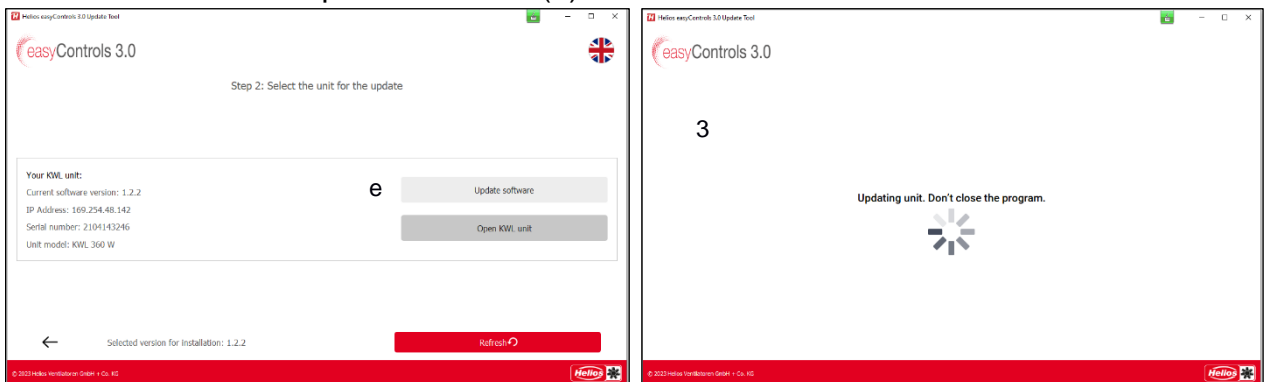 Helios easyControls 3.0 Update Tool
easyControls 3.0
Step 2: Select the unit for the update
Your KWL unit:
Current software version: 1.2.2
IP Address: 169.254.48.142
Serial number: 2104143246
Unit model: KWL 360 W
e
Update software
Open KWL unit
Selected version for installation: 1.2.2
Refresh
© 2023 Helios Ventilatoren GmbH + Co. KG
Helios
Helios easyControls 3.0 Update Tool
easyControls 3.0
3
Updating unit. Don't close the program.
© 2023 Helios Ventilatoren GmbH + Co. KG
Helios